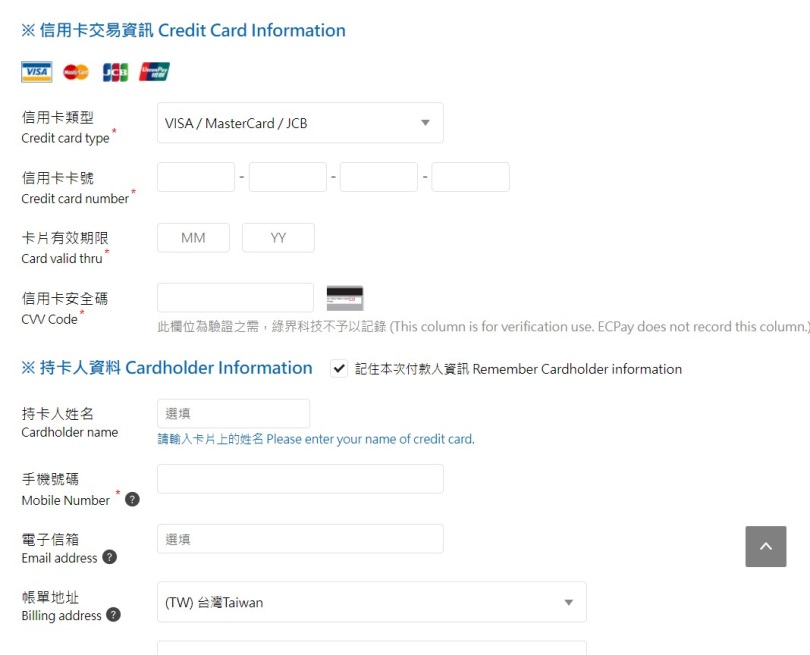 ※ 信用卡交易資訊 Credit Card Information
VISA MasterCard JCB UnionPay
信用卡類型
Credit card type *
VISA / MasterCard / JCB
信用卡卡號
Credit card number *
- - -
卡片有效期限
Card valid thru *
MM YY
信用卡安全碼
CVV Code *
此欄位為驗證之需，綠界科技不予以記錄 (This column is for verification use. ECPay does not record this column.)
※ 持卡人資料 Cardholder Information 記住本次付款人資訊 Remember Cardholder information
持卡人姓名
Cardholder name
選填
請輸入卡片上的姓名 Please enter your name of credit card.
手機號碼
Mobile Number * ?
電子信箱
Email address ?
選填
帳單地址
Billing address ?
(TW) 台灣Taiwan